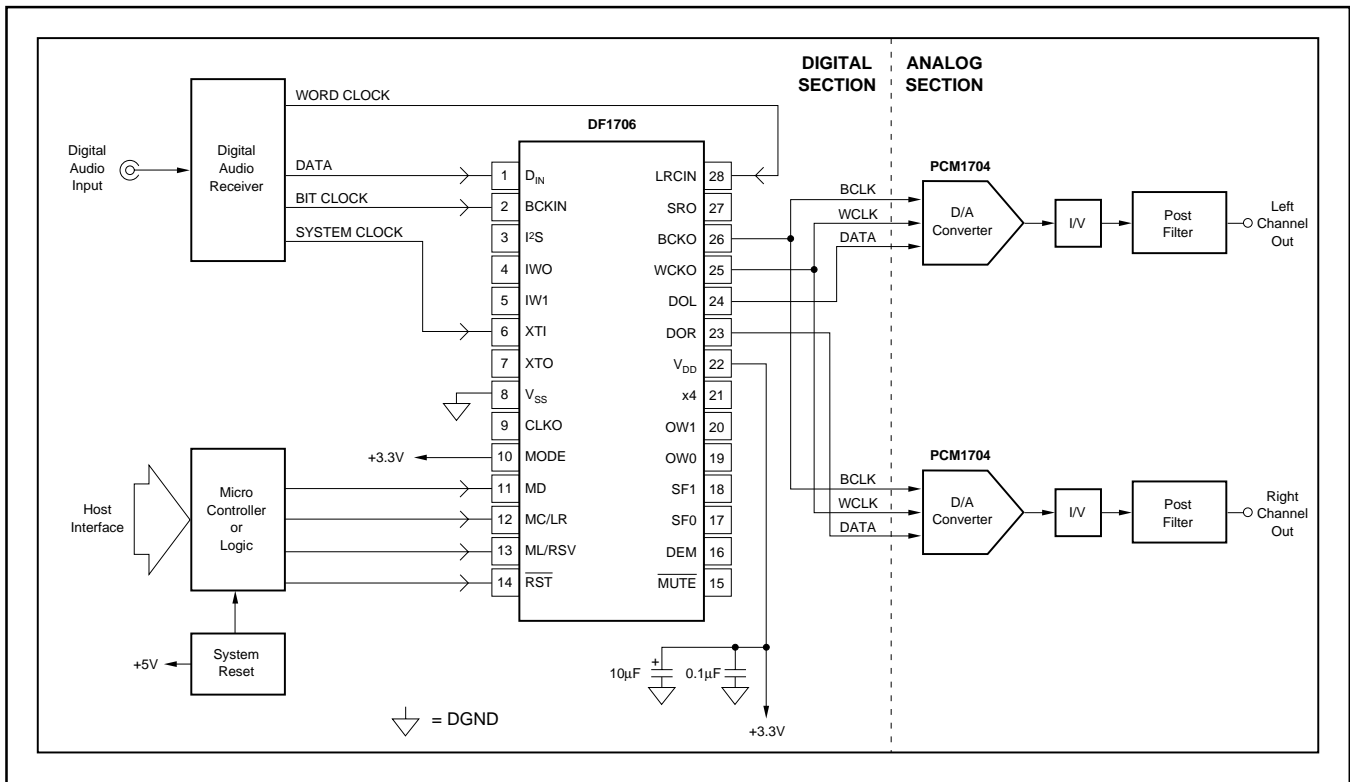 DIGITAL
SECTION
ANALOG
SECTION
WORD CLOCK
DF1706
Digital
Audio
Input
Digital
Audio
Receiver
DATA
BIT CLOCK
SYSTEM CLOCK
1 DIN
2 BCKIN
3 I2S
4 IWO
5 IW1
6 XTI
7 XTO
8 VSS
9 CLKO
10 MODE
11 MD
12 MC/LR
13 ML/RSV
14 RST
LRCIN 28
SRO 27
BCKO 26
WCKO 25
DOL 24
DOR 23
VDD 22
x4 21
OW1 20
OW0 19
SF1 18
SF0 17
DEM 16
MUTE 15
+3.3V
Host
Interface
Micro
Controller
or
Logic
System
Reset
+5V
= DGND
10µF
+
0.1µF
+3.3V
PCM1704
BCLK
WCLK
DATA
D/A
Converter
I/V
Post
Filter
Left
Channel
Out
PCM1704
BCLK
WCLK
DATA
D/A
Converter
I/V
Post
Filter
Right
Channel
Out